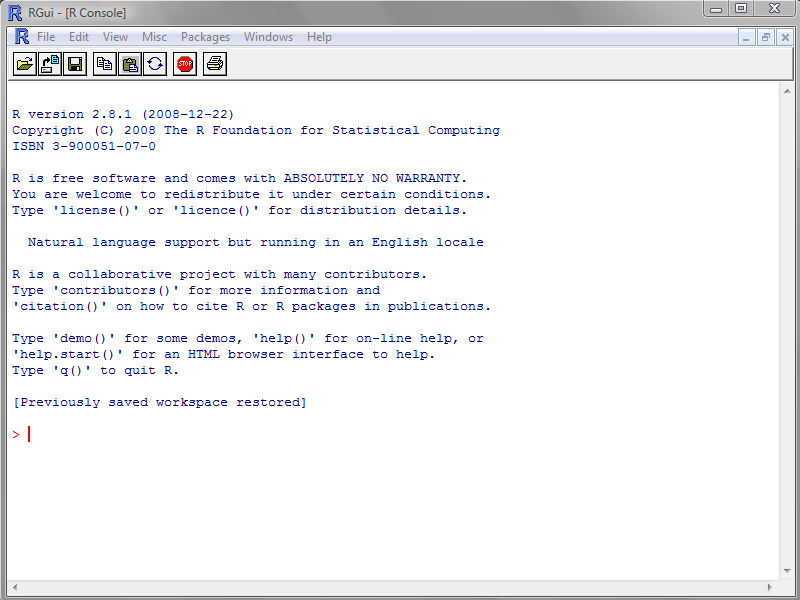 RGui - [R Console]
File Edit View Misc Packages Windows Help
STOP
R version 2.8.1 (2008-12-22)
Copyright (C) 2008 The R Foundation for Statistical Computing
ISBN 3-900051-07-0
R is free software and comes with ABSOLUTELY NO WARRANTY.
You are welcome to redistribute it under certain conditions.
Type 'license()' or 'licence()' for distribution details.
Natural language support but running in an English locale
R is a collaborative project with many contributors.
Type 'contributors()' for more information and
'citation()' on how to cite R or R packages in publications.
Type 'demo()' for some demos, 'help()' for on-line help, or
'help.start()' for an HTML browser interface to help.
Type 'q()' to quit R.
[Previously saved workspace restored]
>